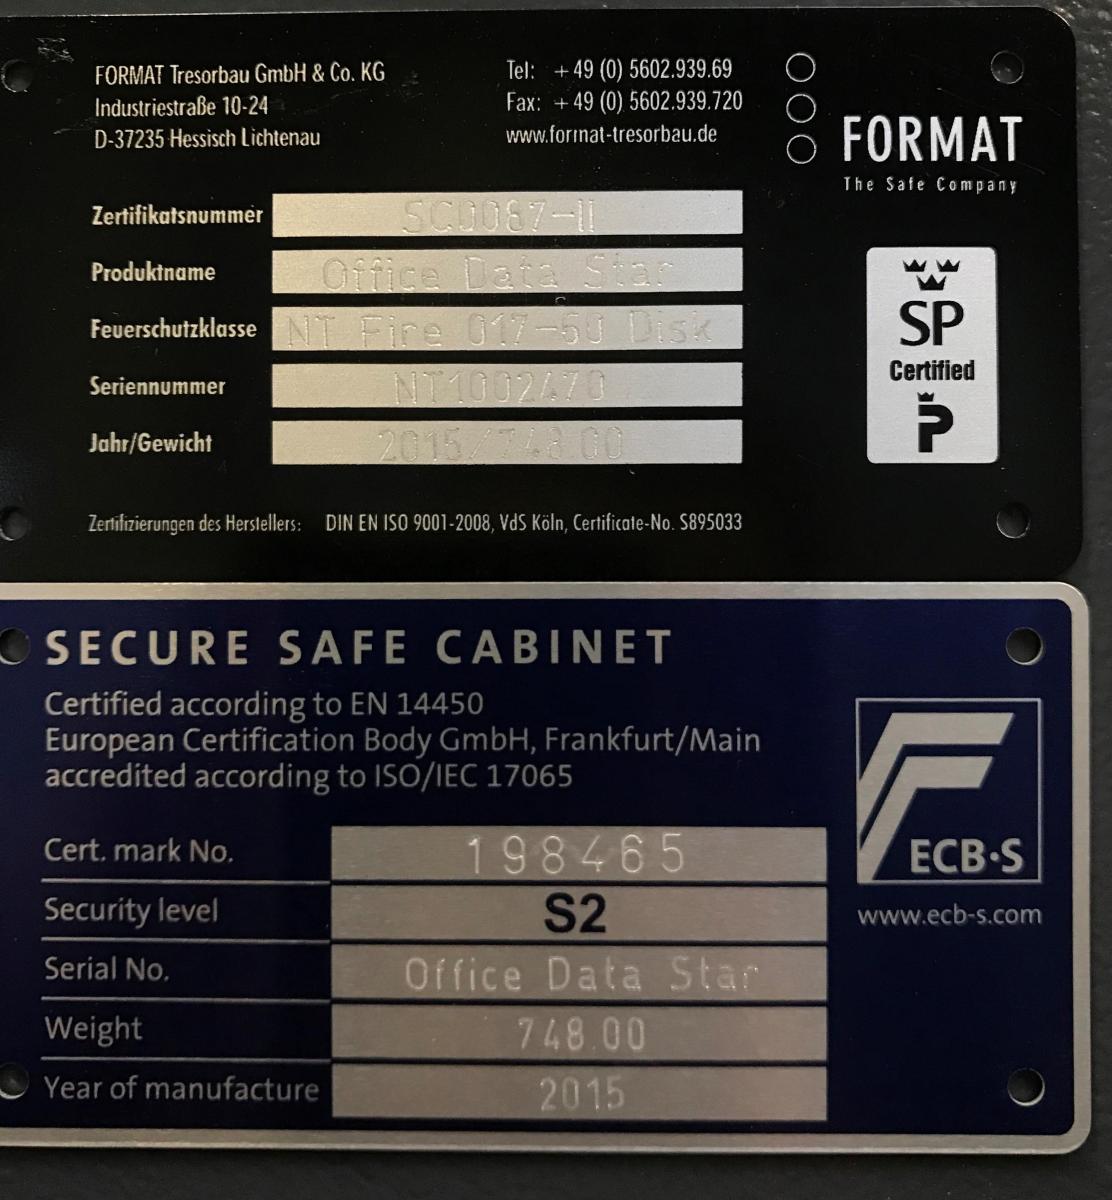 FORMAT Tresorbau GmbH & Co. KG
Industriestraße 10-24
D-37235 Hessisch Lichtenau
Tel: +49 (0) 5602.939.69
Fax: +49 (0) 5602.939.720
www.format-tresorbau.de
FORMAT
The Safe Company
Zertifikatsnummer SC0087-II
Produktname Office Data Star
Feuerschutzklasse NT Fire 017-60 Disk
Seriennummer NT1002470
Jahr/Gewicht 2015/748.00
SP
Certified
P
Zertifizierungen des Herstellers: DIN EN ISO 9001-2008, VdS Köln, Certificate-No. S895033
SECURE SAFE CABINET
Certified according to EN 14450
European Certification Body GmbH, Frankfurt/Main
accredited according to ISO/IEC 17065
Cert. mark No. 198465
Security level S2
Serial No. Office Data Star
Weight 748.00
Year of manufacture 2015
ECB·S
www.ecb-s.com